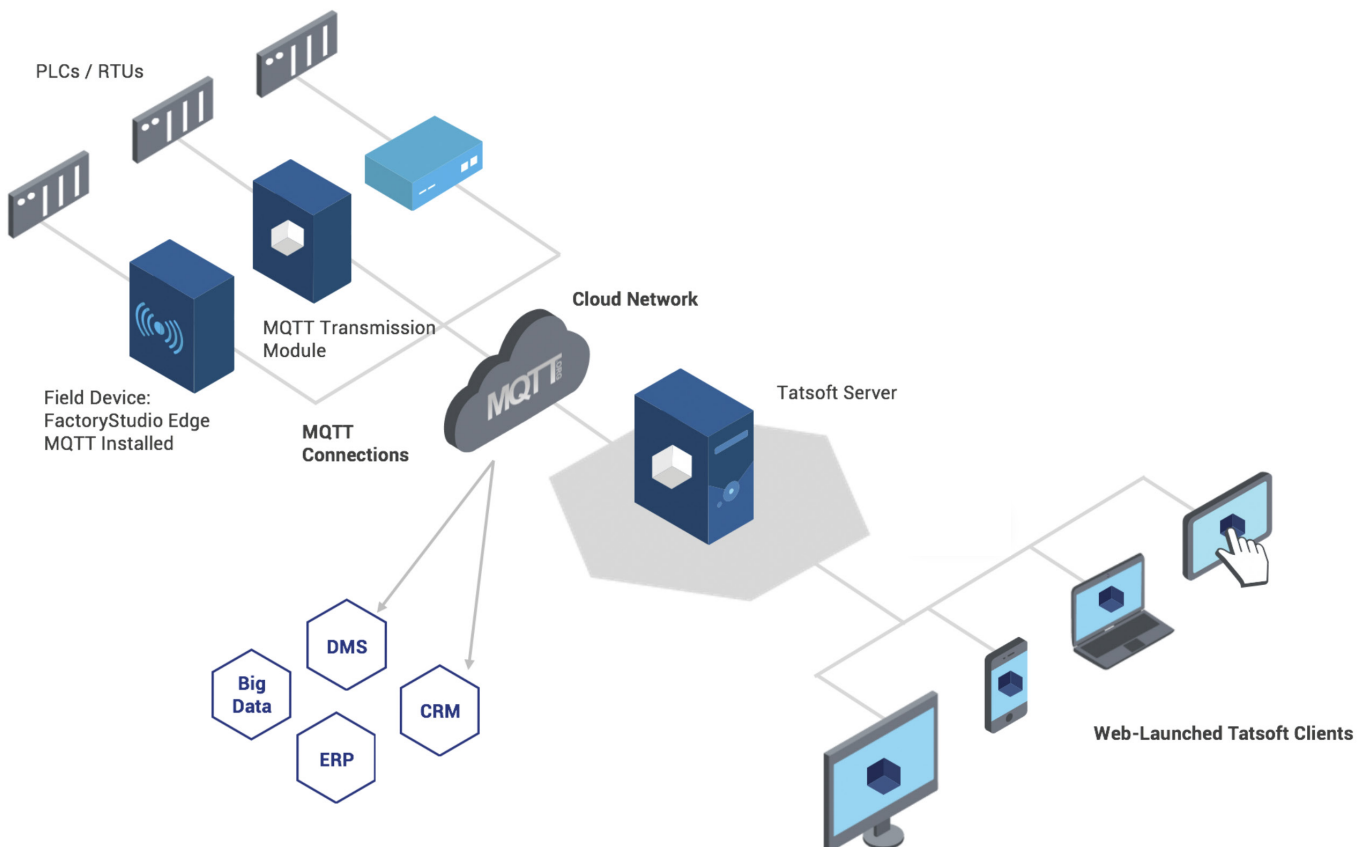 PLCs / RTUs
Cloud Network
MQTT Transmission
Module
MQTT
Tatsoft Server
Field Device:
FactoryStudio Edge
MQTT Installed
MQTT
Connections
DMS
Big
Data
CRM
ERP
Web-Launched Tatsoft Clients